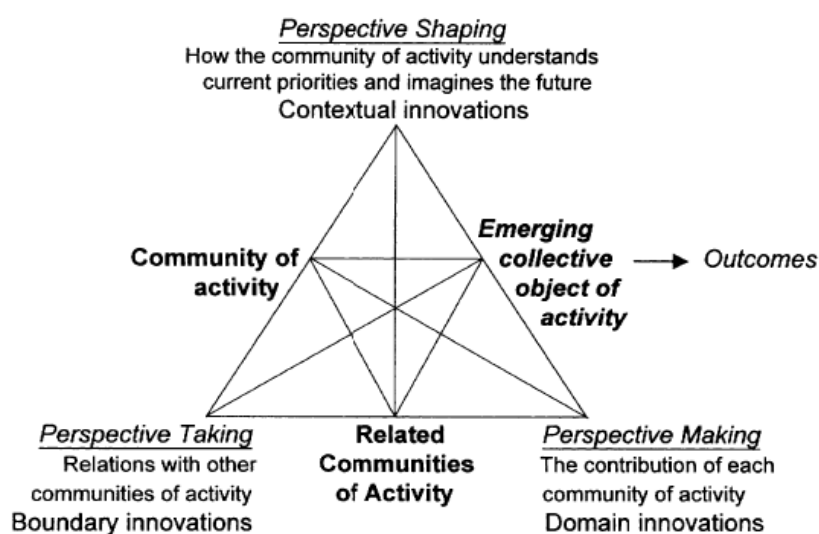 Perspective Shaping
How the community of activity understands
current priorities and imagines the future
Contextual innovations
Community of
activity
Emerging
collective
object of
activity
Outcomes
Perspective Taking
Relations with other
communities of activity
Boundary innovations
Related
Communities
of Activity
Perspective Making
The contribution of each
community of activity
Domain innovations